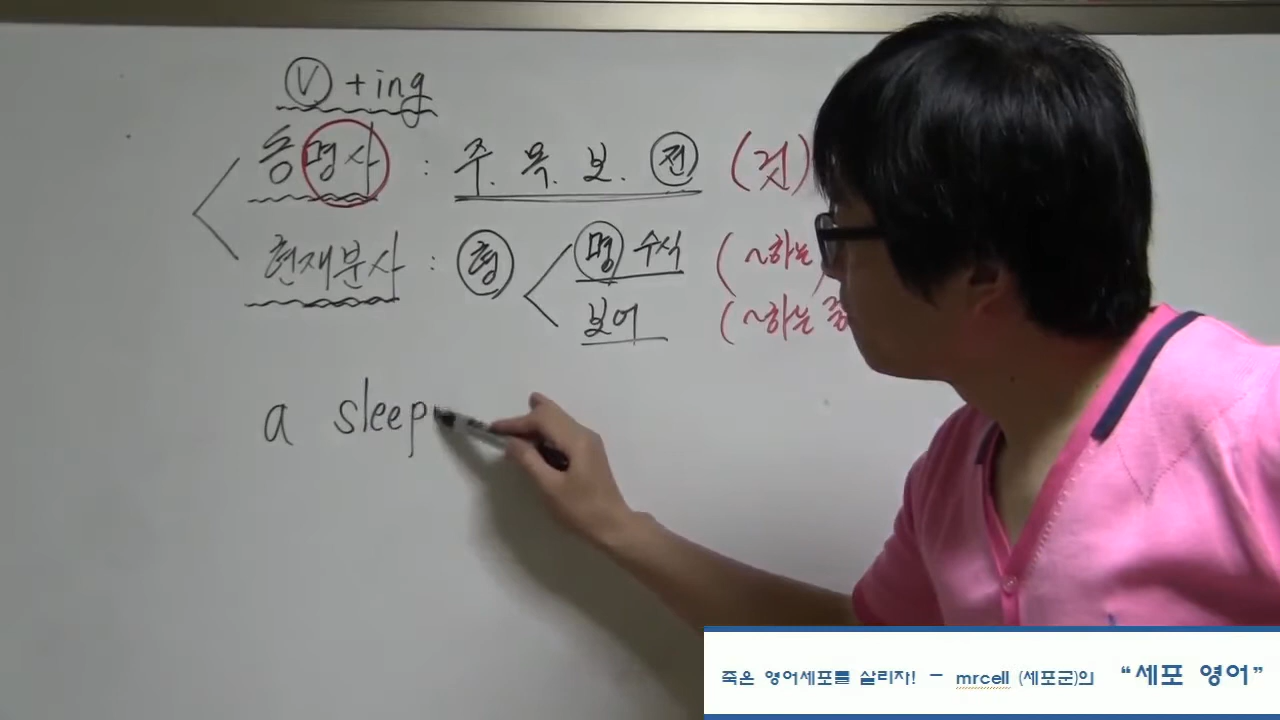 ⓥ +ing
동명사 : 주. 목. 보. 전 (것)
현재분사 : 형 < 명 수식 (~하는
보어 (~하는 중
a sleep
죽은 영어세포를 살리자! - mrcell (세포군)의 "세포 영어"